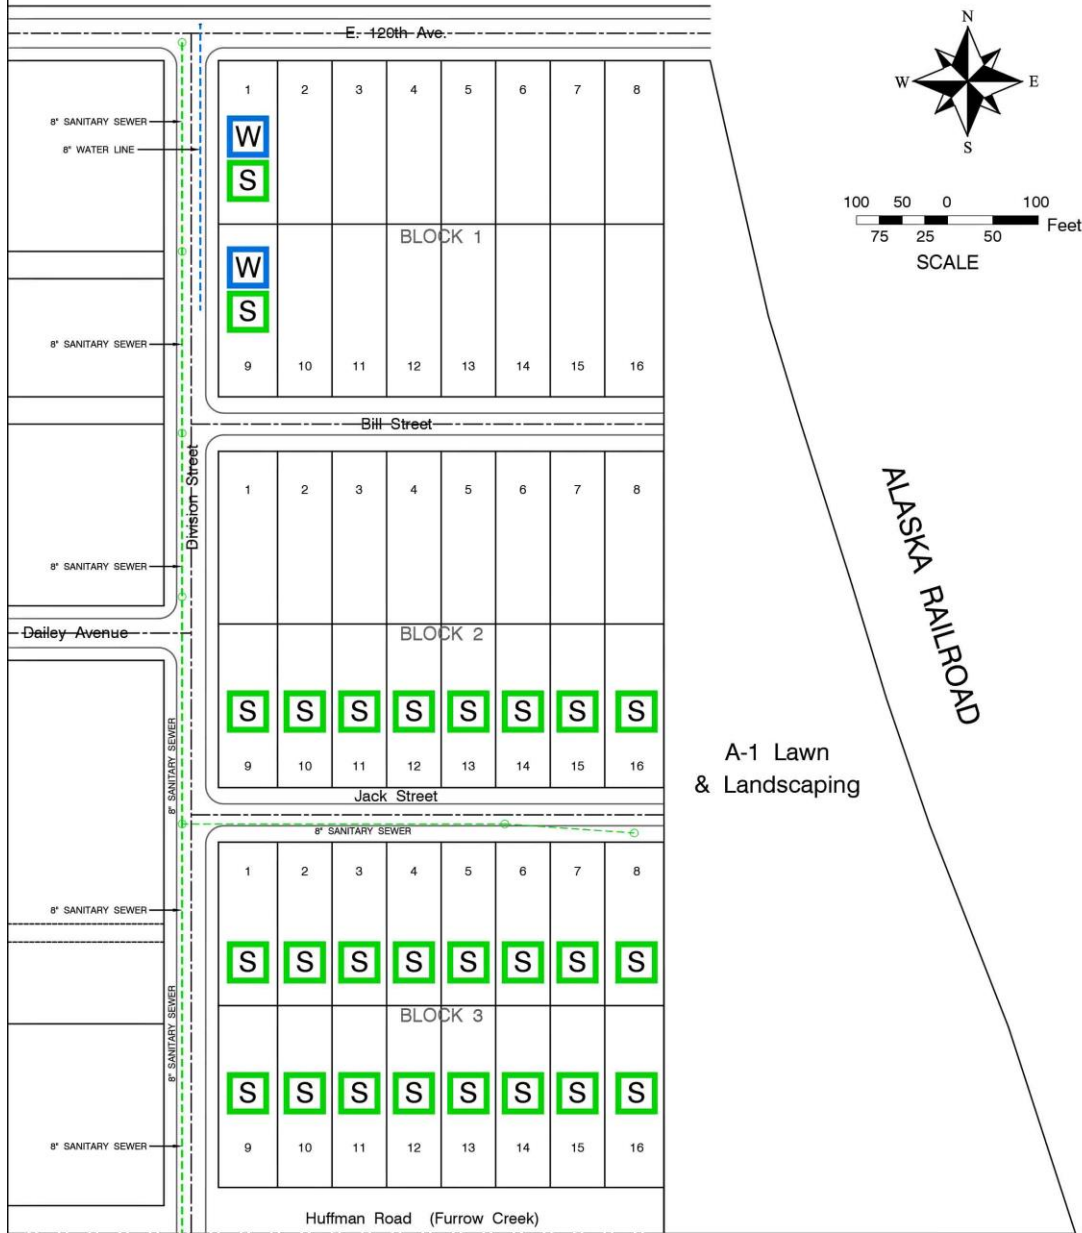 E. 120th Ave.
N
W E
S
100 50 0 100
Feet
75 25 50
SCALE
8" SANITARY SEWER
8" WATER LINE
1 2 3 4 5 6 7 8
W
S
BLOCK 1
W
S
8" SANITARY SEWER
9 10 11 12 13 14 15 16
Bill Street
Division Street
1 2 3 4 5 6 7 8
ALASKA RAILROAD
8" SANITARY SEWER
Dailey Avenue
BLOCK 2
S S S S S S S S
8" SANITARY SEWER
9 10 11 12 13 14 15 16
A-1 Lawn
& Landscaping
Jack Street
8" SANITARY SEWER
1 2 3 4 5 6 7 8
8" SANITARY SEWER
S S S S S S S S
BLOCK 3
8" SANITARY SEWER
S S S S S S S S
8" SANITARY SEWER
9 10 11 12 13 14 15 16
Huffman Road (Furrow Creek)